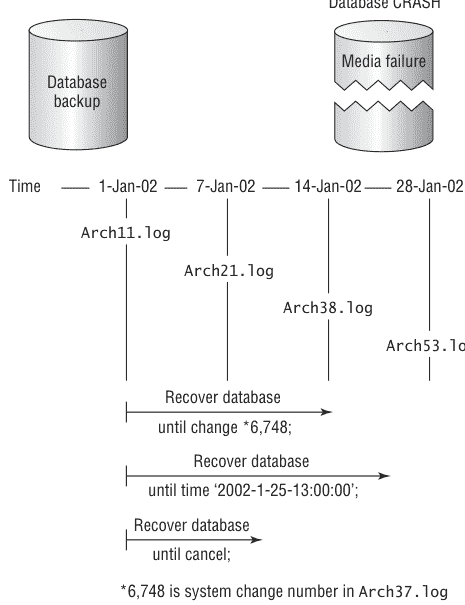 Database CRASH
Database
backup
Media failure
Time 1-Jan-02 7-Jan-02 14-Jan-02 28-Jan-02
Arch11.log
Arch21.log
Arch38.log
Arch53.lo
Recover database
until change *6,748;
Recover database
until time ‘2002-1-25-13:00:00’;
Recover database
until cancel;
*6,748 is system change number in Arch37.log